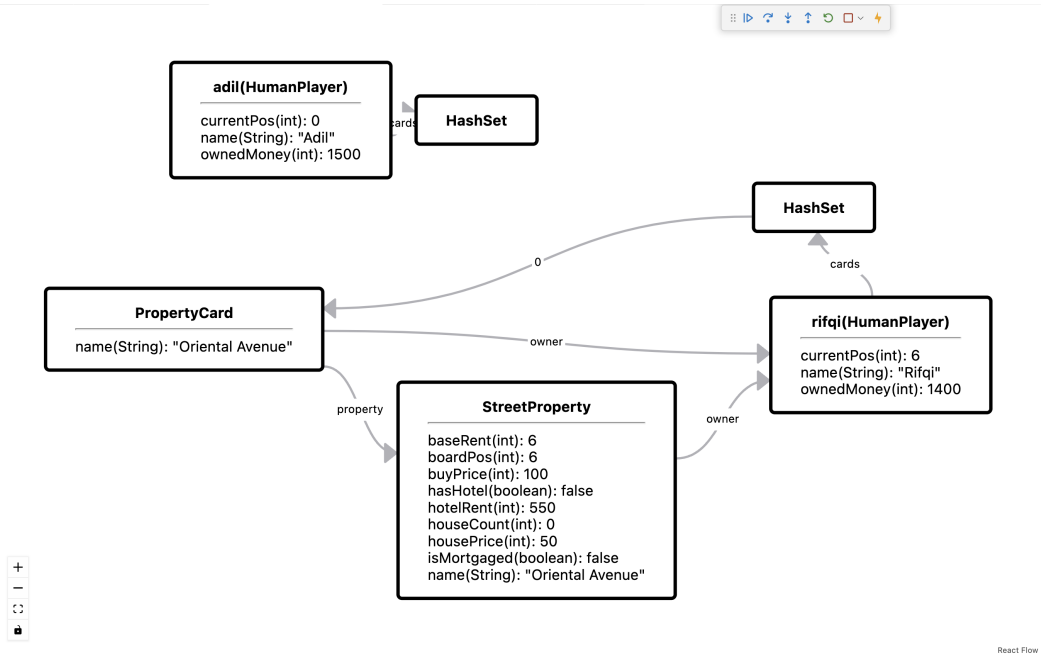 adil(HumanPlayer)
currentPos(int): 0
name(String): "Adil"
ownedMoney(int): 1500
cards
HashSet
HashSet
0
cards
PropertyCard
name(String): "Oriental Avenue"
owner
rifqi(HumanPlayer)
currentPos(int): 6
name(String): "Rifqi"
ownedMoney(int): 1400
property
StreetProperty
baseRent(int): 6
boardPos(int): 6
buyPrice(int): 100
hasHotel(boolean): false
hotelRent(int): 550
houseCount(int): 0
housePrice(int): 50
isMortgaged(boolean): false
name(String): "Oriental Avenue"
owner
React Flow